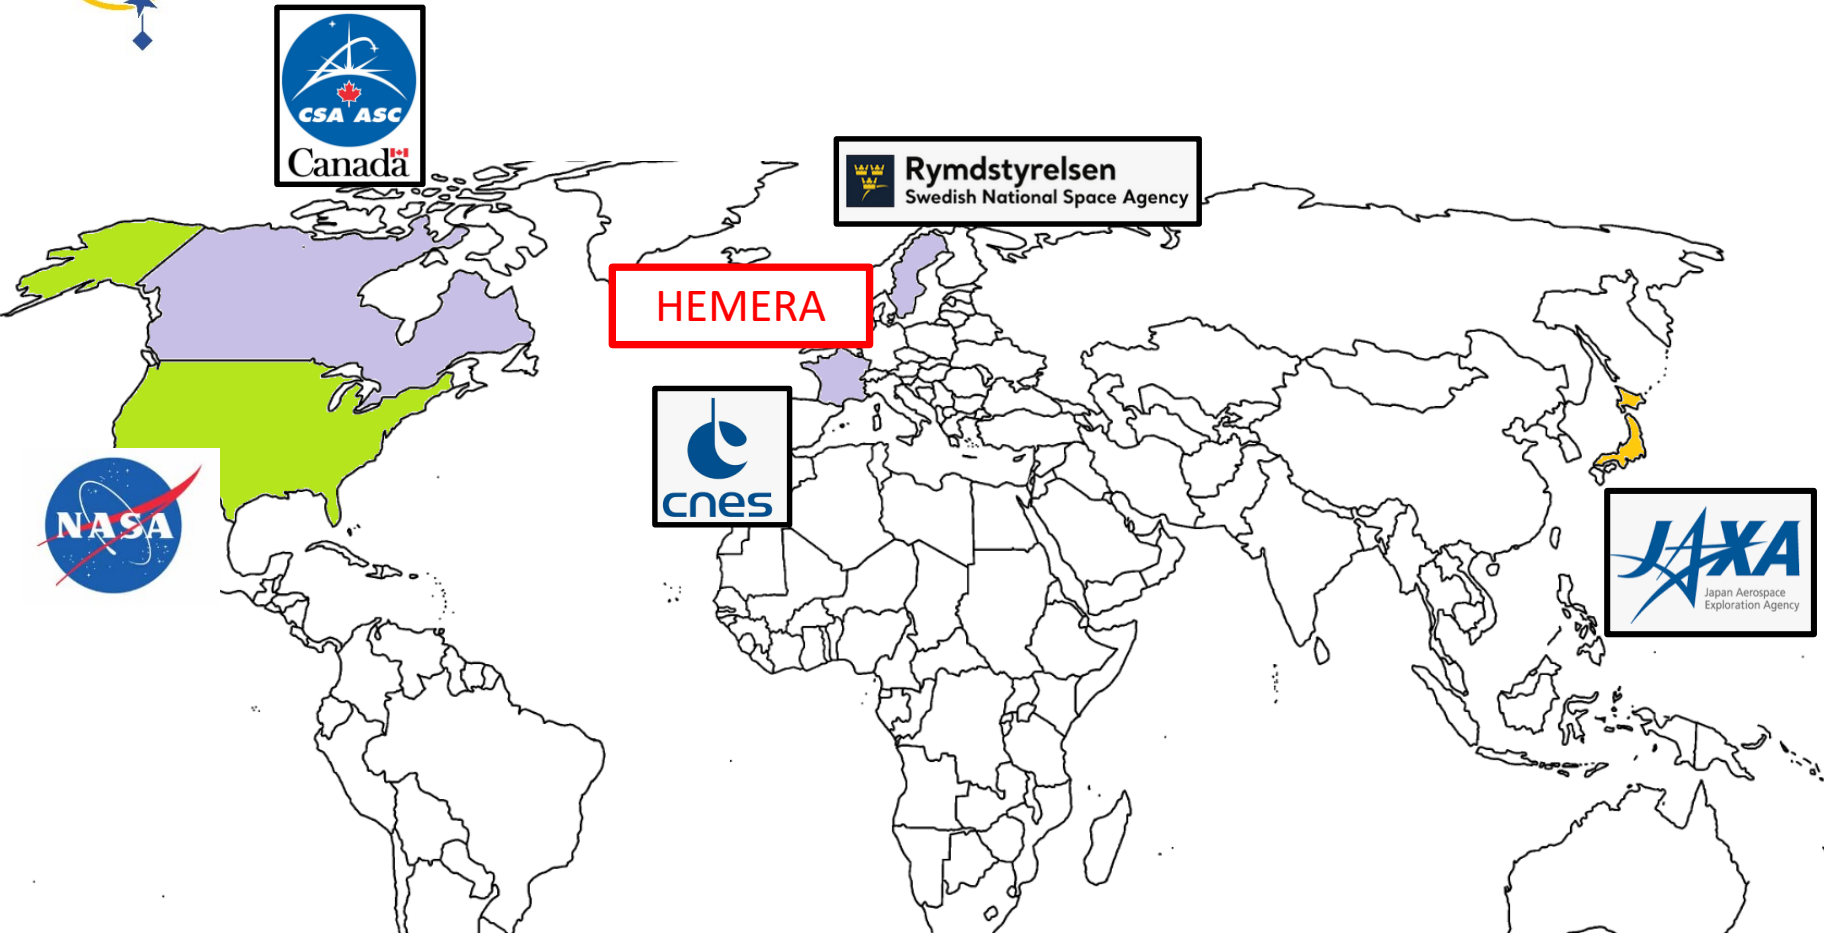 CSA ASC
Canada
Rymdstyrelsen
Swedish National Space Agency
HEMERA
cnes
NASA
JAXA
Japan Aerospace
Exploration Agency